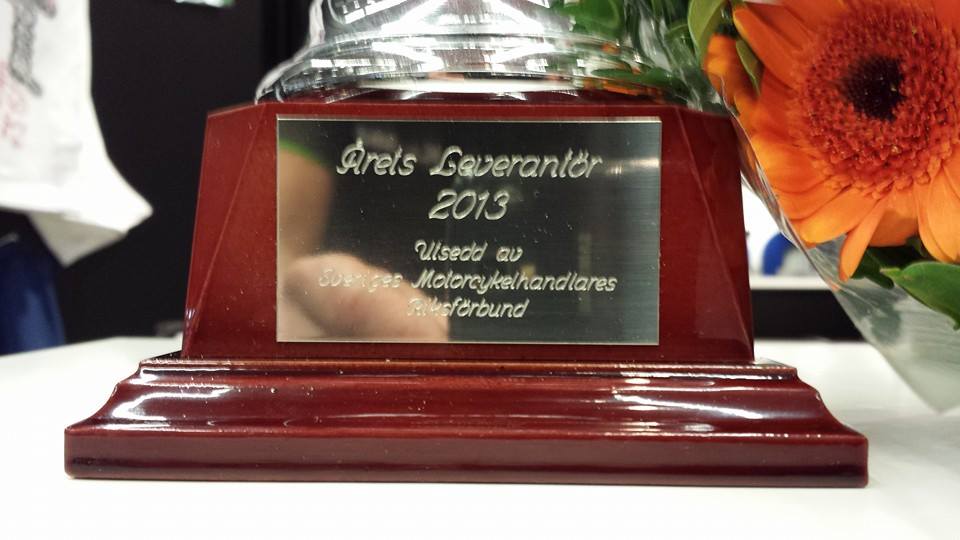 Årets Leverantör
2013
Utsedd av
Sveriges Motorcykelhandlares
Riksförbund